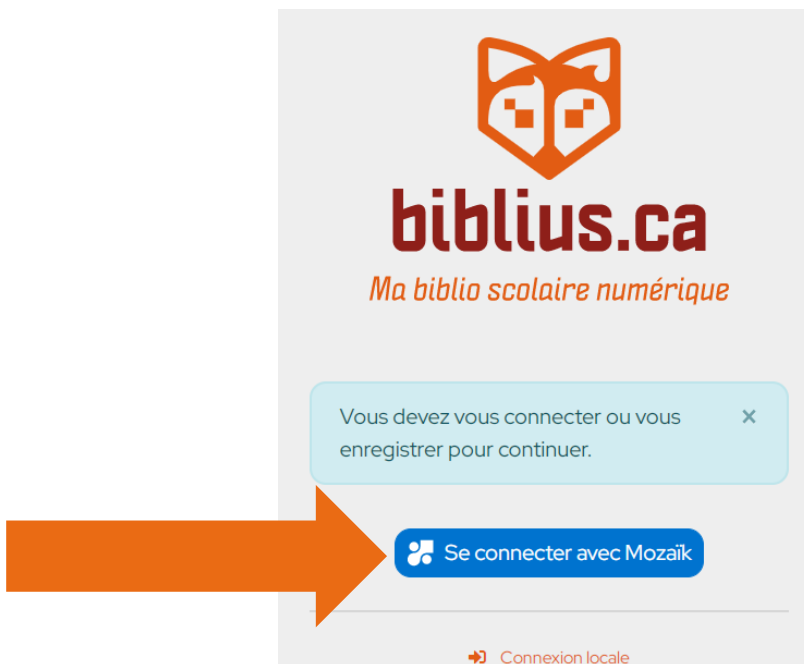 biblius.ca
Ma biblio scolaire numérique
Vous devez vous connecter ou vous
enregistrer pour continuer.
×
Se connecter avec Mozaïk
Connexion locale